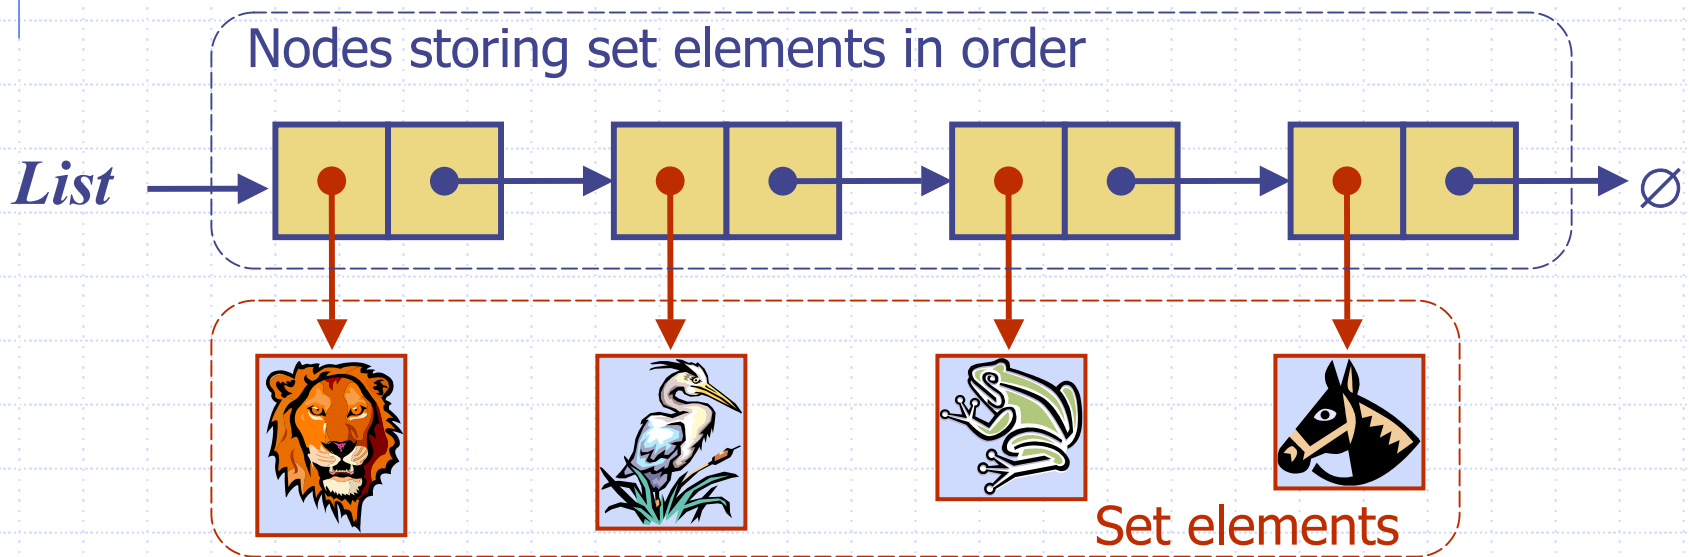 Nodes storing set elements in order
List
∅
Set elements